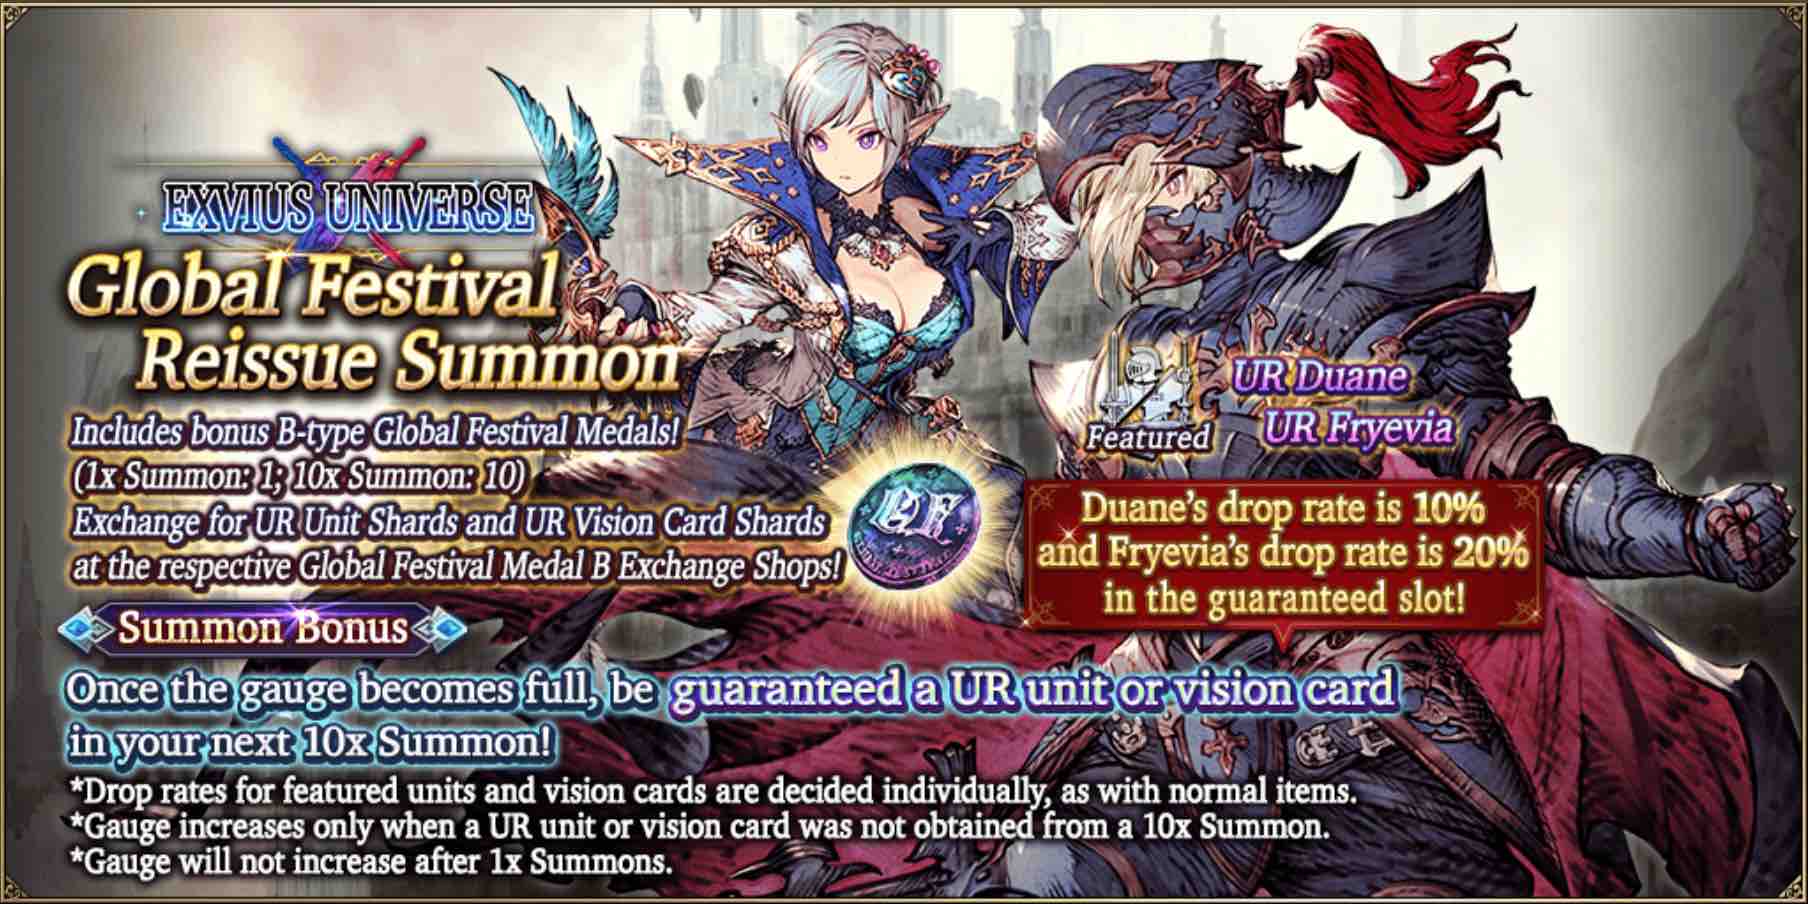 EXVIUS UNIVERSE
Global Festival
Reissue Summon
Includes bonus B-type Global Festival Medals!
(1x Summon: 1; 10x Summon: 10)
Exchange for UR Unit Shards and UR Vision Card Shards
at the respective Global Festival Medal B Exchange Shops!
GF
Featured
UR Duane
UR Fryevia
Duane's drop rate is 10%
and Fryevia's drop rate is 20%
in the guaranteed slot!
Summon Bonus
Once the gauge becomes full, be guaranteed a UR unit or vision card
in your next 10x Summon!
*Drop rates for featured units and vision cards are decided individually, as with normal items.
*Gauge increases only when a UR unit or vision card was not obtained from a 10x Summon.
*Gauge will not increase after 1x Summons.